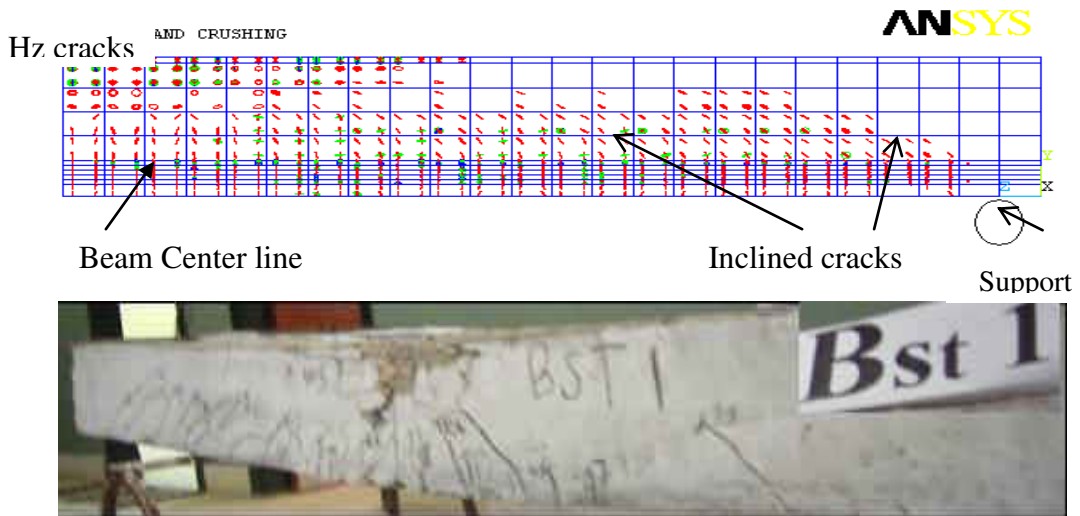 AND CRUSHING
ANSYS
Hz cracks
Y
Z
X
Beam Center line
Inclined cracks
Support
BST 1
Bst 1